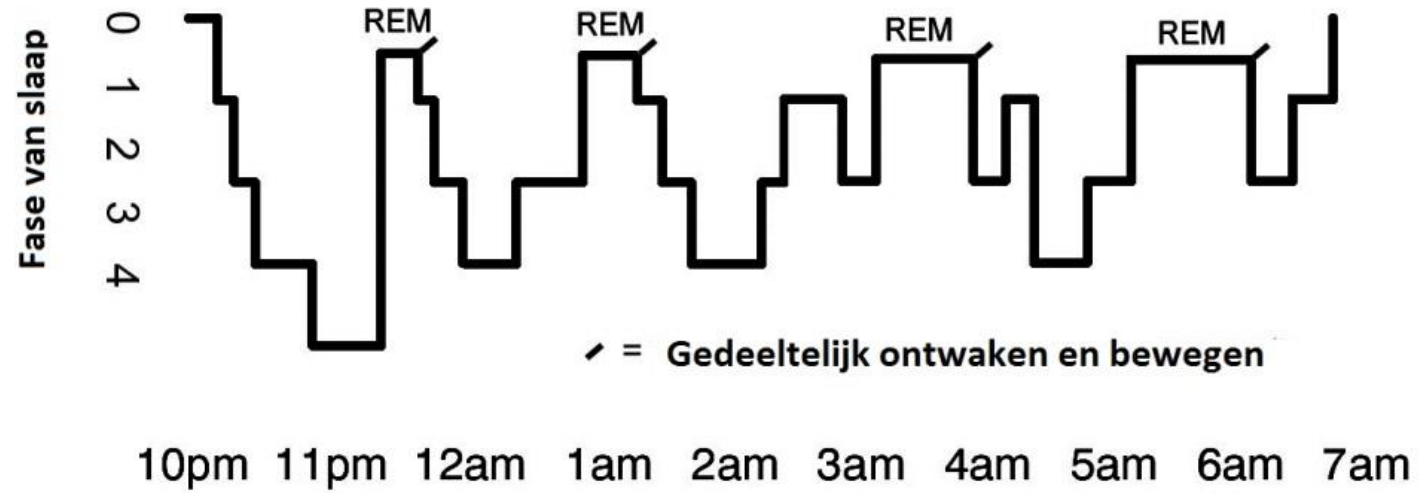 REM REM REM REM
Fase van slaap
0
1
2
3
4
= Gedeeltelijk ontwaken en bewegen
10pm 11pm 12am 1am 2am 3am 4am 5am 6am 7am